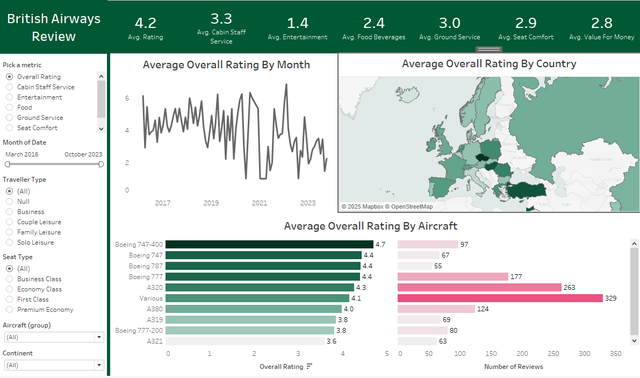 British Airways
Review
4.2
Avg. Rating
3.3
Avg. Cabin Staff
Service
1.4
Avg. Entertainment
2.4
Avg. Food Beverages
3.0
Avg. Ground Service
2.9
Avg. Seat Comfort
2.8
Avg. Value For Money
Pick a metric
Overall Rating
Cabin Staff Service
Entertainment
Food
Ground Service
Seat Comfort
Month of Date
March 2016 October 2023
Traveller Type
(All)
Null
Business
Couple Leisure
Family Leisure
Solo Leisure
Seat Type
(All)
Business Class
Economy Class
First Class
Premium Economy
Aircraft (group)
(All)
Continent
(All)
Average Overall Rating By Month
6
4
2
0
2017 2019 2021 2023
Average Overall Rating By Country
© 2025 Mapbox © OpenStreetMap
Average Overall Rating By Aircraft
Boeing 747-400 4.7 97
Boeing 747 4.4 67
Boeing 787 4.4 55
Boeing 777 4.4 177
A320 4.3 263
Various 4.1 329
A380 4.0 124
A319 3.8 69
Boeing 777-200 3.8 80
A321 3.6 63
0 1 2 3 4 5
Overall Rating
0 50 100 150 200 250 300 350
Number of Reviews